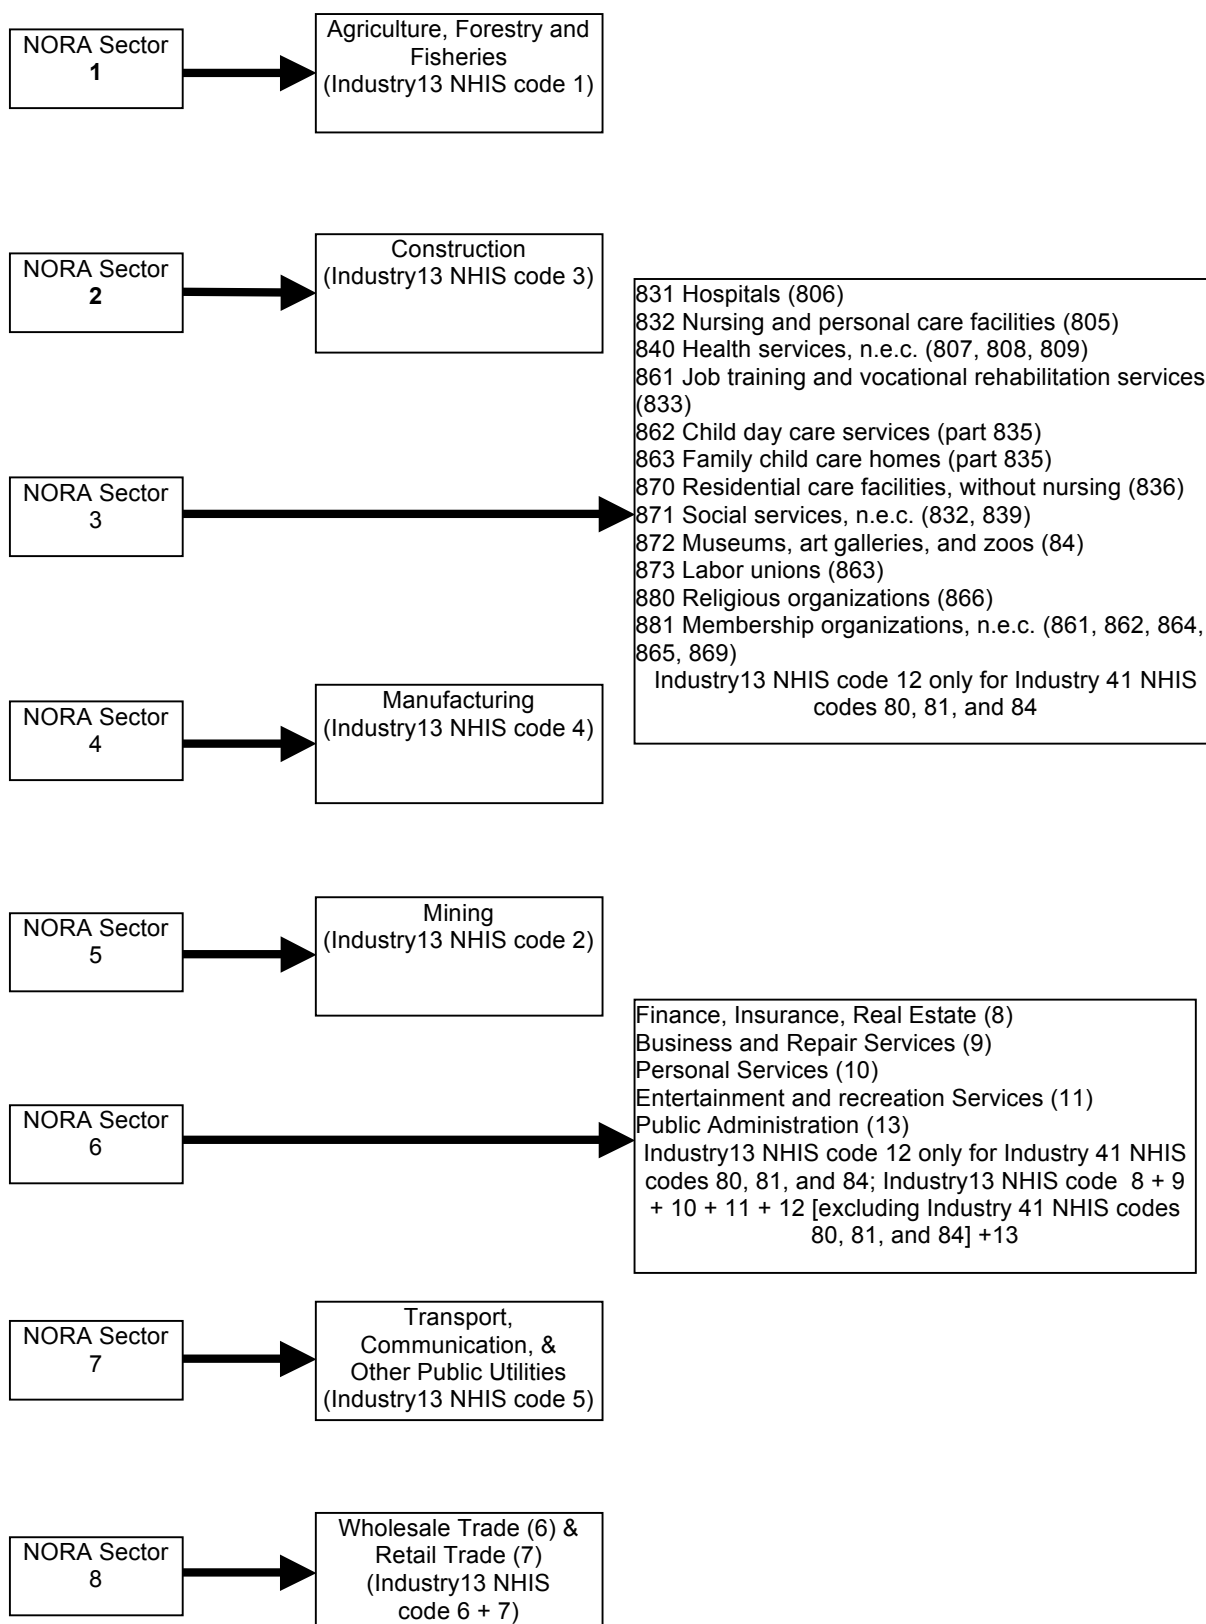 NORA Sector
1
Agriculture, Forestry and
Fisheries
(Industry13 NHIS code 1)
NORA Sector
2
Construction
(Industry13 NHIS code 3)
NORA Sector
3
831 Hospitals (806)
832 Nursing and personal care facilities (805)
840 Health services, n.e.c. (807, 808, 809)
861 Job training and vocational rehabilitation services
(833)
862 Child day care services (part 835)
863 Family child care homes (part 835)
870 Residential care facilities, without nursing (836)
871 Social services, n.e.c. (832, 839)
872 Museums, art galleries, and zoos (84)
873 Labor unions (863)
880 Religious organizations (866)
881 Membership organizations, n.e.c. (861, 862, 864,
865, 869)
Industry13 NHIS code 12 only for Industry 41 NHIS
codes 80, 81, and 84
NORA Sector
4
Manufacturing
(Industry13 NHIS code 4)
NORA Sector
5
Mining
(Industry13 NHIS code 2)
NORA Sector
6
Finance, Insurance, Real Estate (8)
Business and Repair Services (9)
Personal Services (10)
Entertainment and recreation Services (11)
Public Administration (13)
Industry13 NHIS code 12 only for Industry 41 NHIS
codes 80, 81, and 84; Industry13 NHIS code  8 + 9
+ 10 + 11 + 12 [excluding Industry 41 NHIS codes
80, 81, and 84] +13
NORA Sector
7
Transport,
Communication, &
Other Public Utilities
(Industry13 NHIS code 5)
NORA Sector
8
Wholesale Trade (6) &
Retail Trade (7)
(Industry13 NHIS
code 6 + 7)